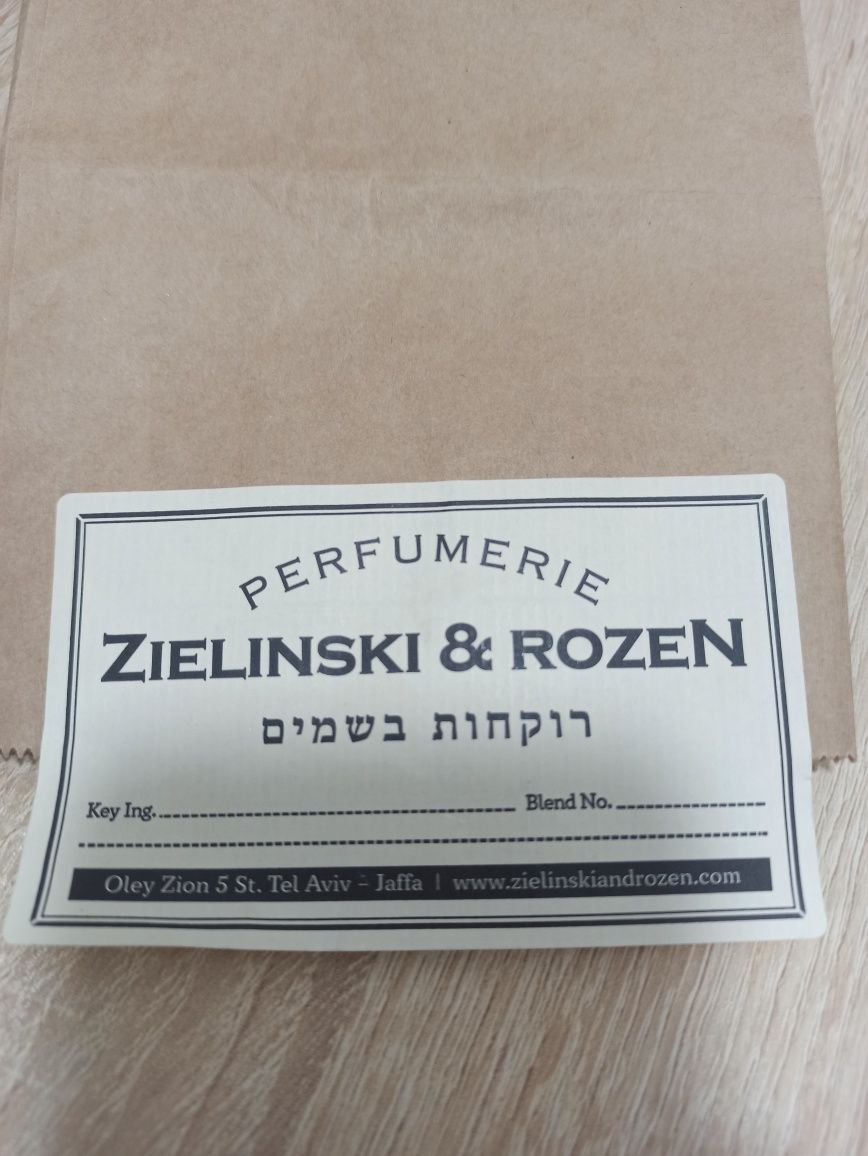 PERFUMERIE
ZIELINSKI & ROZEN
רוקחות בשמים
Key Ing. Blend No.
Oley Zion 5 St. Tel Aviv - Jaffa | www.zielinskiandrozen.com